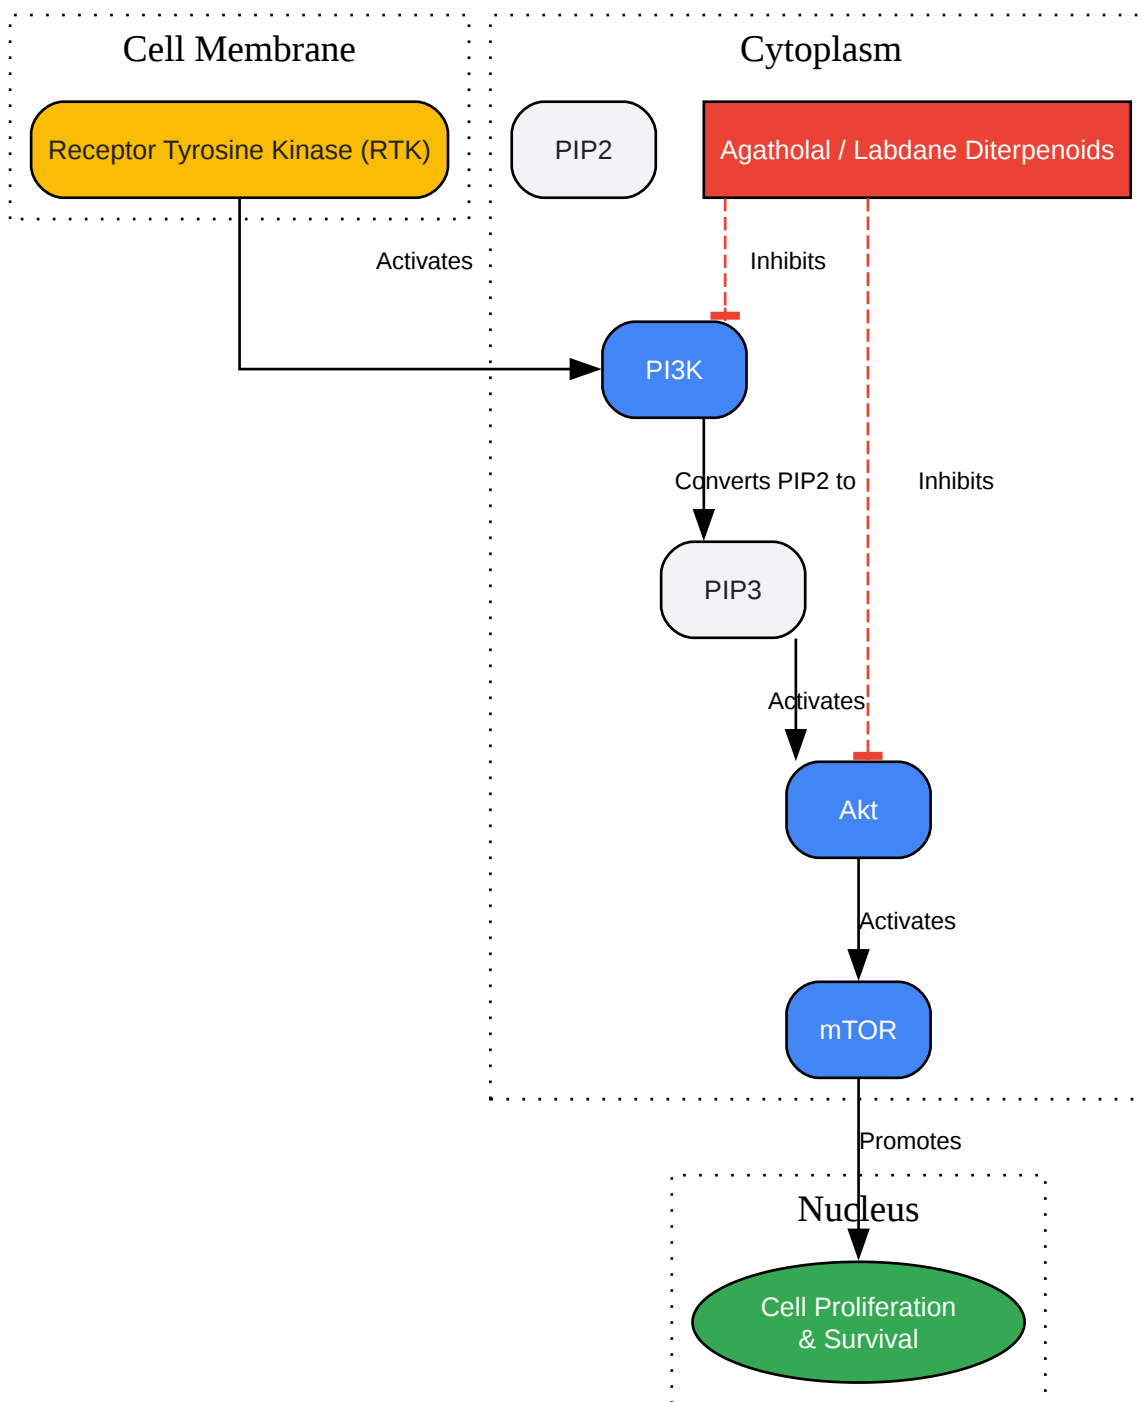 Cell Membrane
Cytoplasm
Receptor Tyrosine Kinase (RTK)
PIP2
Agatholal / Labdane Diterpenoids
Activates
Inhibits
PI3K
Converts PIP2 to
Inhibits
PIP3
Activates
Akt
Activates
mTOR
Promotes
Nucleus
Cell Proliferation
& Survival